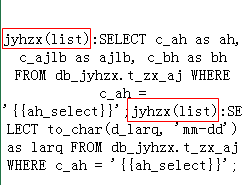 jyhzx(list):SELECT c_ah as ah,
c_ajlb as ajlb, c_bh as bh
FROM db_jyhzx.t_zx_aj WHERE
c_ah =
'{{ah_select}}';jyhzx(list):SE
LECT to_char(d_larq, 'mm-dd')
as larq FROM db_jyhzx.t_zx_aj
WHERE c_ah = '{{ah_select}}';